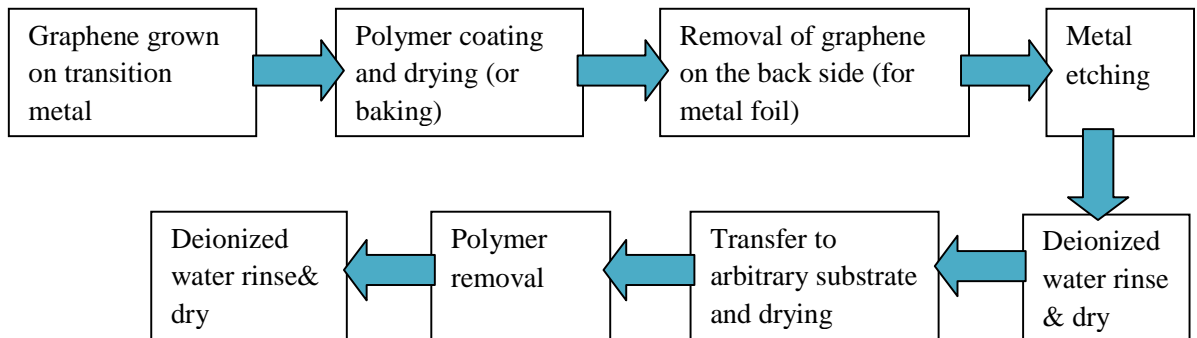 Graphene grown
on transition
metal
Polymer coating
and drying (or
baking)
Removal of graphene
on the back side (for
metal foil)
Metal
etching
Deionized
water rinse
& dry
Transfer to
arbitrary substrate
and drying
Polymer
removal
Deionized
water rinse&
dry